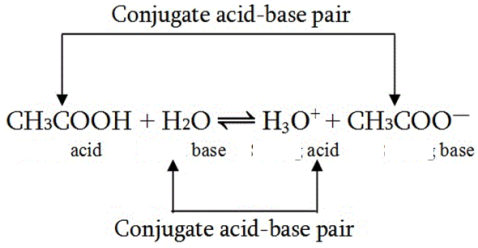 Conjugate acid-base pair
CH3COOH + H2O ⇌ H₃O⁺ + CH3COO⁻
acid base ; acid ; base
Conjugate acid-base pair